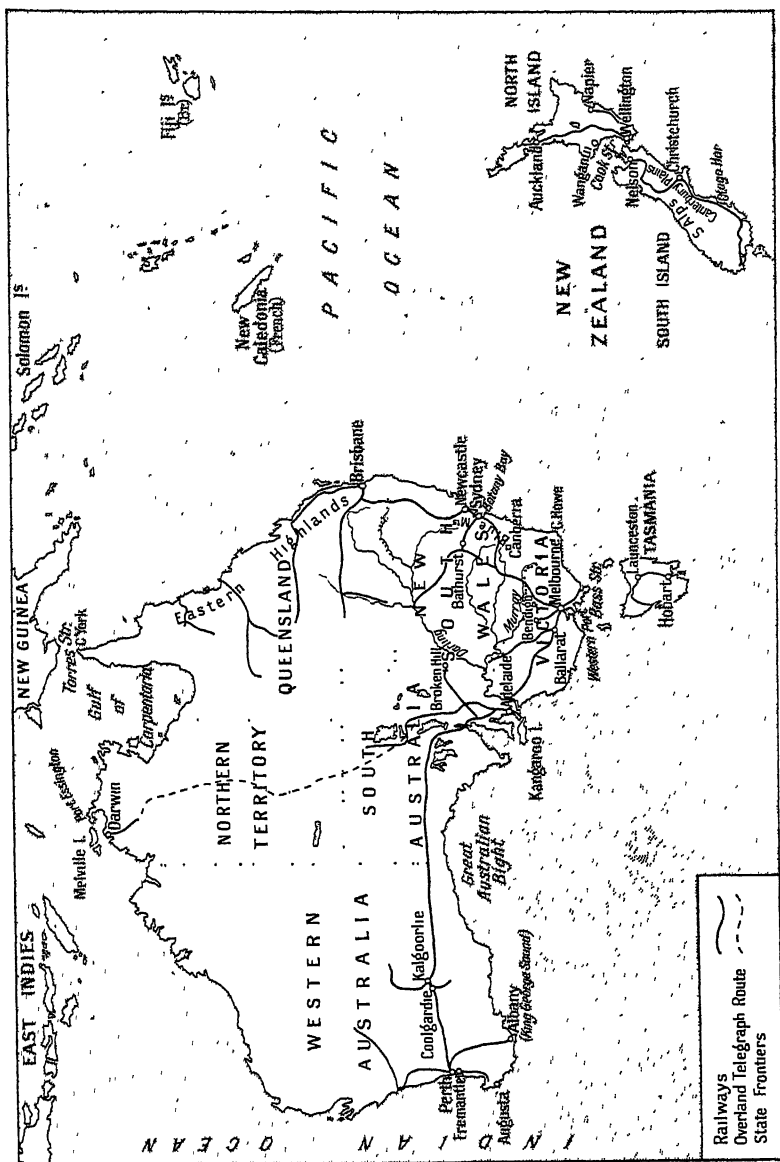 EAST INDIES
NEW GUINEA
Solomon Is
Fiji Is
(Br)
Melville I.
Port Essington
Darwin
Torres Str.
C. York
Gulf
of
Carpentaria
New
Caledonia
(French)
PACIFIC
OCEAN
INDIAN OCEAN
NORTHERN
TERRITORY
QUEENSLAND
Eastern Highlands
Brisbane
WESTERN
AUSTRALIA
SOUTH
AUSTRALIA
Coolgardie
Kalgoorlie
Perth
Fremantle
Augusta
Albany
(King George Sound)
Great
Australian
Bight
Broken Hill
Darling
NEW SOUTH WALES
Bathurst
Newcastle
Sydney
Botany Bay
Canberra
Murray
Adelaide
Kangaroo I.
VICTORIA
Bendigo
Ballarat
Melbourne
C. Howe
Western Port
Bass Str.
Launceston
TASMANIA
Hobart
NEW
ZEALAND
NORTH
ISLAND
Auckland
Napier
Wanganui
Cook Str.
Wellington
Nelson
Christchurch
Canterbury Plains
S. Alps
Otago Har
SOUTH ISLAND
Railways
Overland Telegraph Route
State Frontiers